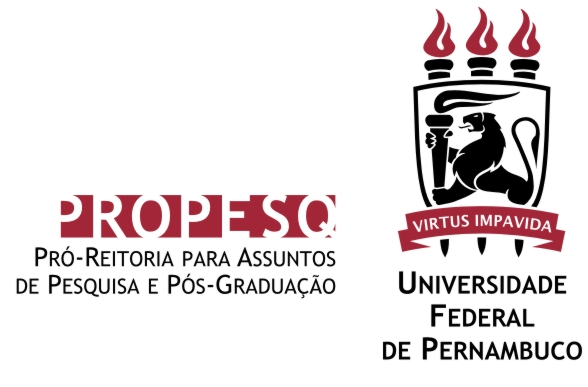 PROPESQ
PRÓ-REITORIA PARA ASSUNTOS
DE PESQUISA E PÓS-GRADUAÇÃO
VIRTUS IMPAVIDA
UNIVERSIDADE
FEDERAL
DE PERNAMBUCO